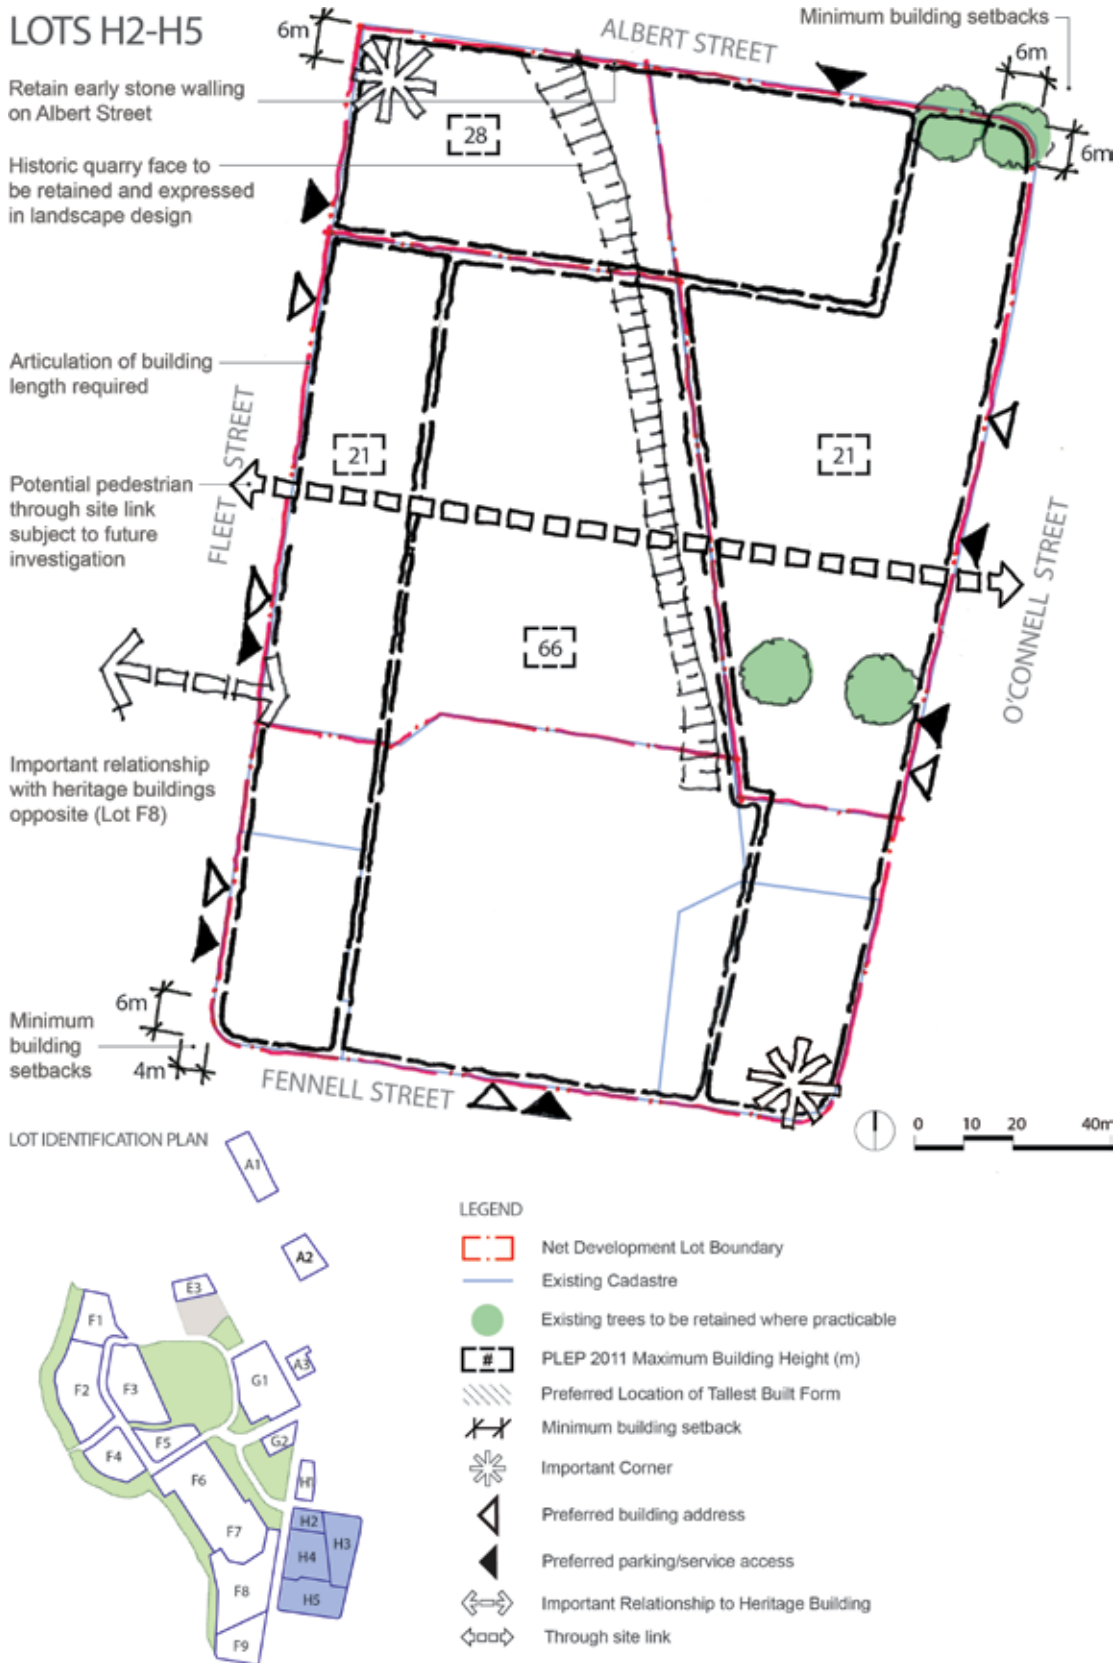 LOTS H2-H5
6m
ALBERT STREET
Minimum building setbacks
6m
Retain early stone walling
on Albert Street
28
6m
Historic quarry face to
be retained and expressed
in landscape design
Articulation of building
length required
FLEET STREET
21
21
Potential pedestrian
through site link
subject to future
investigation
O'CONNELL STREET
66
Important relationship
with heritage buildings
opposite (Lot F8)
6m
Minimum
building
setbacks
4m
FENNELL STREET
0 10 20 40m
LOT IDENTIFICATION PLAN
A1
A2
E3
F1
A3
G1
F2
F3
F5
G2
F4
F6
H1
H2
H3
F7
H4
F8
H5
F9
LEGEND
Net Development Lot Boundary
Existing Cadastre
Existing trees to be retained where practicable
# PLEP 2011 Maximum Building Height (m)
Preferred Location of Tallest Built Form
Minimum building setback
Important Corner
Preferred building address
Preferred parking/service access
Important Relationship to Heritage Building
Through site link